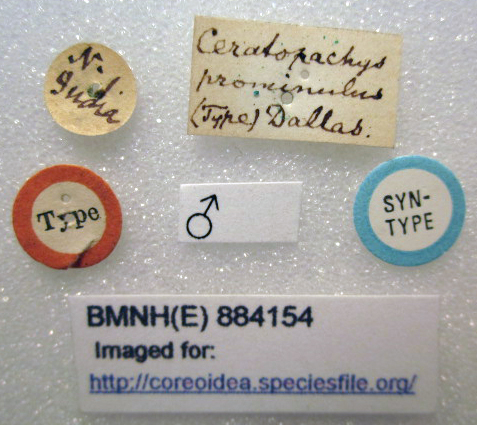 N.
India
Ceratopachys
prominulus
(Type) Dallas.
Type
♂
SYN-
TYPE
BMNH(E) 884154
Imaged for:
http://coreoidea.speciesfile.org/